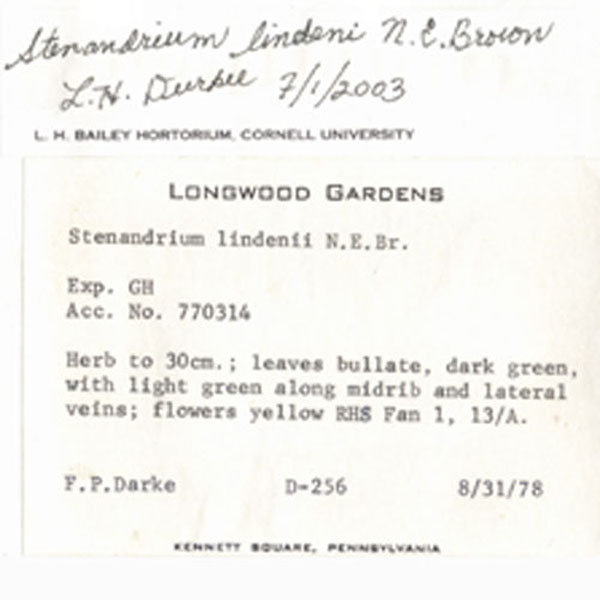 Stenandrium lindeni N.E. Brown
L.H. Durkee 7/1/2003
L. H. BAILEY HORTORIUM, CORNELL UNIVERSITY
LONGWOOD GARDENS
Stenandrium lindenii N.E.Br.
Exp. GH
Acc. No. 770314
Herb to 30cm.; leaves bullate, dark green,
with light green along midrib and lateral
veins; flowers yellow RHS Fan 1, 13/A.
F.P.Darke D-256 8/31/78
KENNETT SQUARE, PENNSYLVANIA